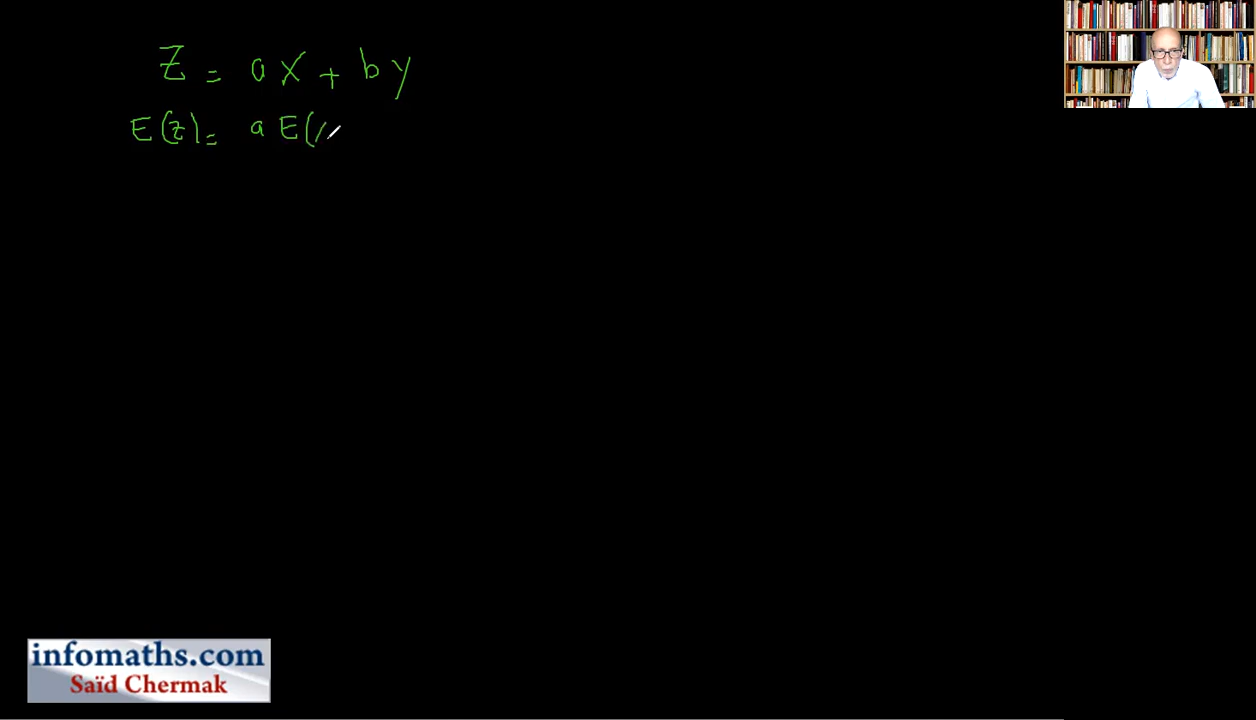 Z = aX + bY
E(Z) = a E(
infomaths.com
Saïd Chermak